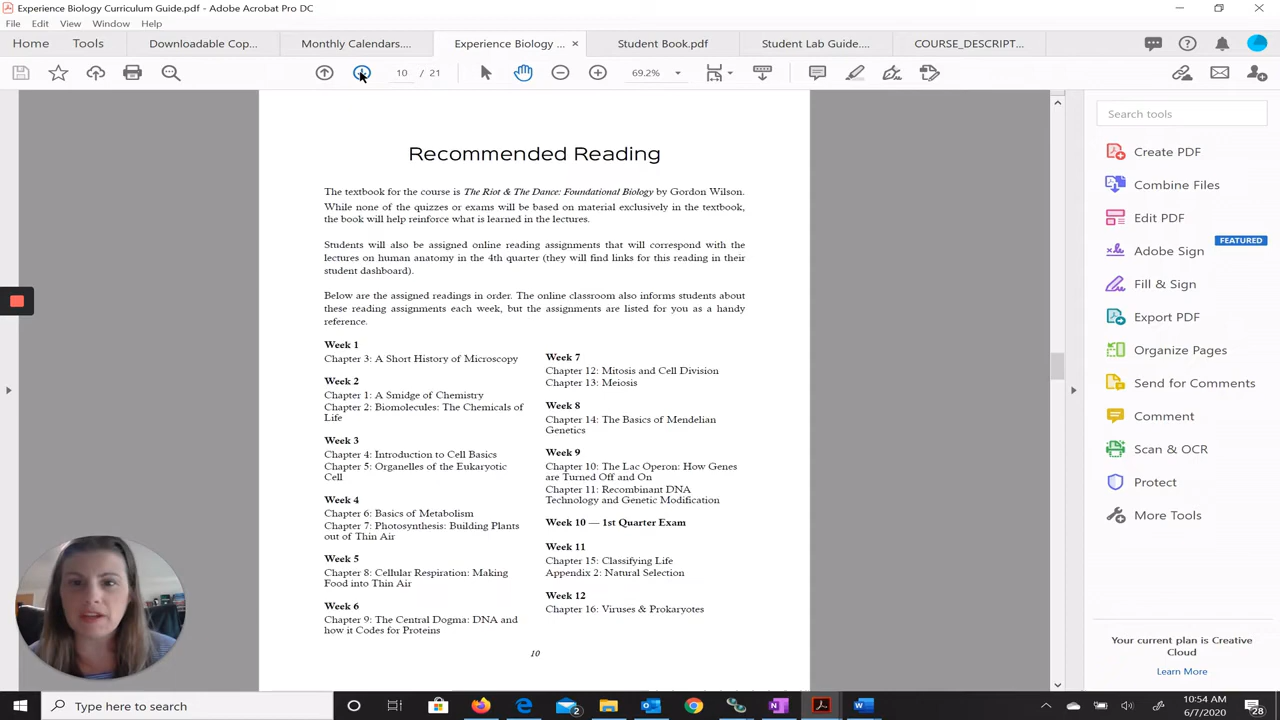 Experience Biology Curriculum Guide.pdf - Adobe Acrobat Pro DC
File Edit View Window Help
Home Tools Downloadable Cop... Monthly Calendars.... Experience Biology ... × Student Book.pdf Student Lab Guide.... COURSE_DESCRIPT...
10 / 21 69.2%
Recommended Reading
The textbook for the course is The Riot & The Dance: Foundational Biology by Gordon Wilson.
While none of the quizzes or exams will be based on material exclusively in the textbook,
the book will help reinforce what is learned in the lectures.
Students will also be assigned online reading assignments that will correspond with the
lectures on human anatomy in the 4th quarter (they will find links for this reading in their
student dashboard).
Below are the assigned readings in order. The online classroom also informs students about
these reading assignments each week, but the assignments are listed for you as a handy
reference.
Week 1
Chapter 3: A Short History of Microscopy
Week 2
Chapter 1: A Smidge of Chemistry
Chapter 2: Biomolecules: The Chemicals of
Life
Week 3
Chapter 4: Introduction to Cell Basics
Chapter 5: Organelles of the Eukaryotic
Cell
Week 4
Chapter 6: Basics of Metabolism
Chapter 7: Photosynthesis: Building Plants
out of Thin Air
Week 5
Chapter 8: Cellular Respiration: Making
Food into Thin Air
Week 6
Chapter 9: The Central Dogma: DNA and
how it Codes for Proteins
Week 7
Chapter 12: Mitosis and Cell Division
Chapter 13: Meiosis
Week 8
Chapter 14: The Basics of Mendelian
Genetics
Week 9
Chapter 10: The Lac Operon: How Genes
are Turned Off and On
Chapter 11: Recombinant DNA
Technology and Genetic Modification
Week 10 — 1st Quarter Exam
Week 11
Chapter 15: Classifying Life
Appendix 2: Natural Selection
Week 12
Chapter 16: Viruses & Prokaryotes
10
Search tools
Create PDF
Combine Files
Edit PDF
FEATURED
Adobe Sign
Fill & Sign
Export PDF
Organize Pages
Send for Comments
Comment
Scan & OCR
Protect
More Tools
Your current plan is Creative
Cloud
Learn More
Type here to search
2
10:54 AM
6/7/2020
28